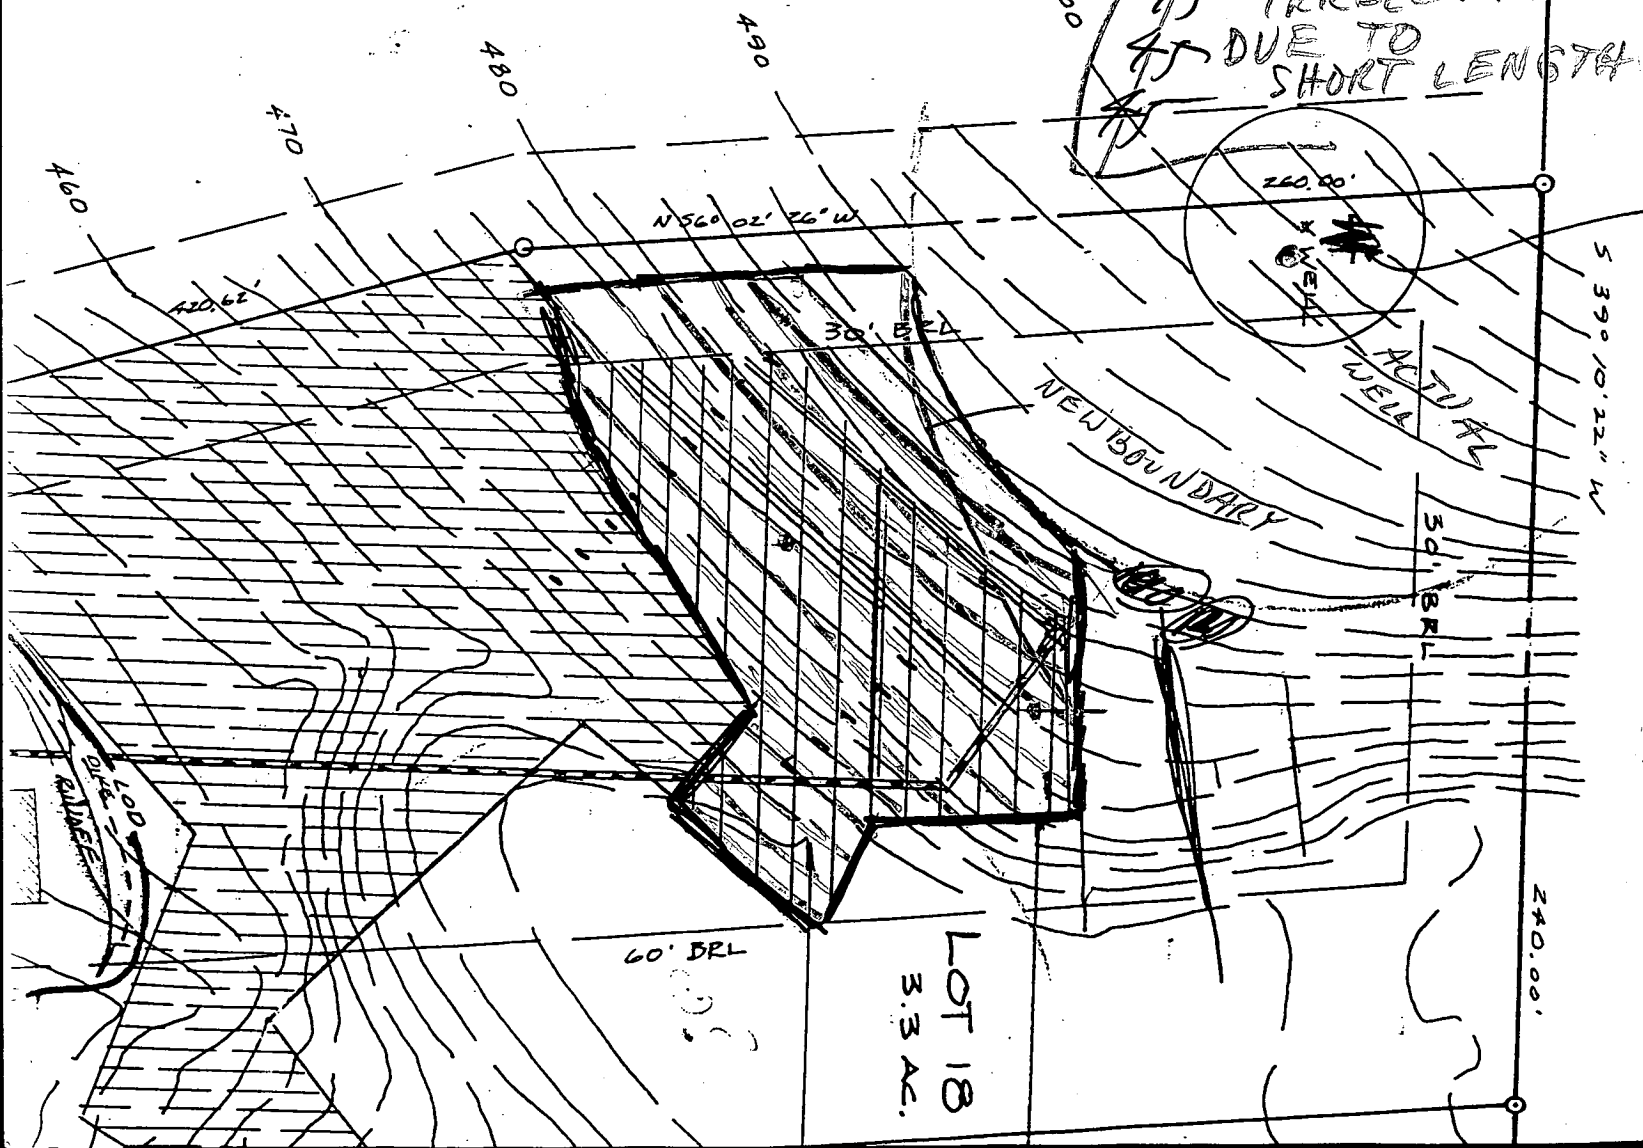 DUE TO
SHORT LENGTH
490
480
470
460
260.00'
N 56° 02' 26" W
420.62'
WELL
30' BRL
ACTUAL
WELL
NEW BOUNDARY
S 39° 10' 22" W
30' BRL
LOD
60' BRL
LOT 18
3.3 AC.
240.00'